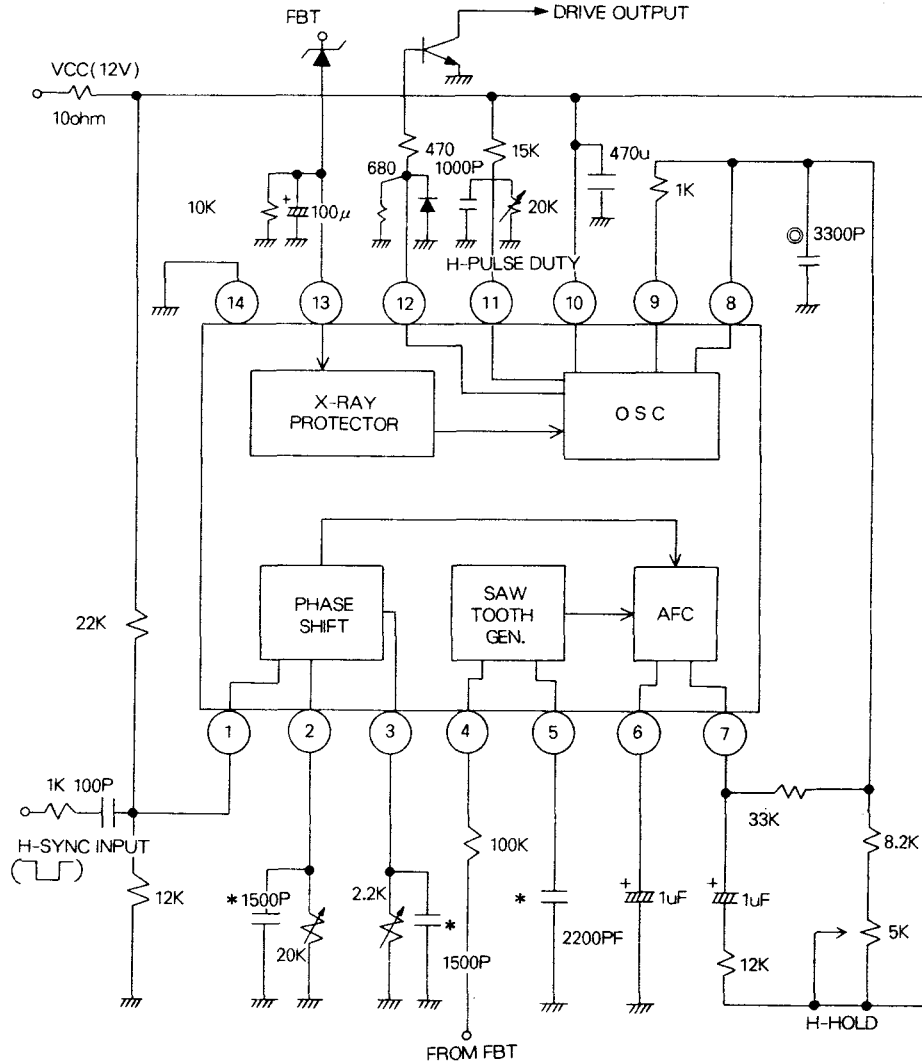 DRIVE OUTPUT
FBT
VCC(12V)
10ohm
470
680
1000P
15K
470u
1K
10K
+
100μ
20K
◎ 3300P
H-PULSE DUTY
14
13
12
11
10
9
8
X-RAY
PROTECTOR
OSC
PHASE
SHIFT
SAW
TOOTH
GEN.
AFC
22K
1
2
3
4
5
6
7
1K 100P
33K
H-SYNC INPUT
( )
8.2K
100K
12K
*1500P
2.2K
*
*
+
1uF
+
1uF
20K
1500P
2200PF
12K
5K
H-HOLD
FROM FBT